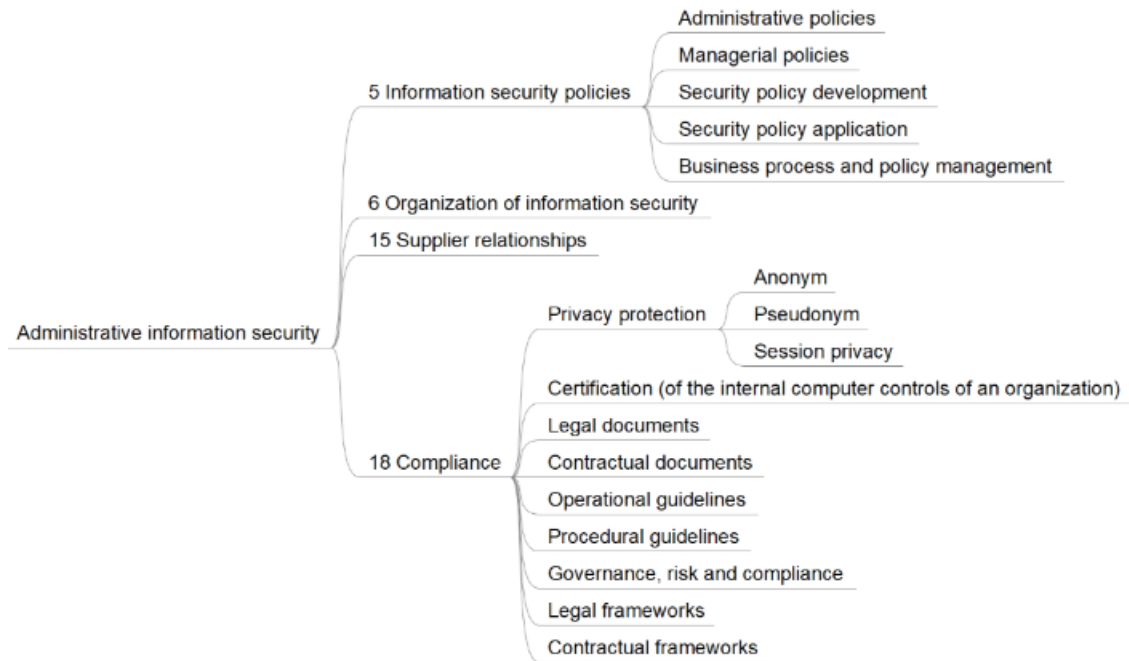 Administrative policies
Managerial policies
5 Information security policies
Security policy development
Security policy application
Business process and policy management
6 Organization of information security
15 Supplier relationships
Anonym
Privacy protection
Pseudonym
Administrative information security
Session privacy
Certification (of the internal computer controls of an organization)
Legal documents
18 Compliance
Contractual documents
Operational guidelines
Procedural guidelines
Governance, risk and compliance
Legal frameworks
Contractual frameworks